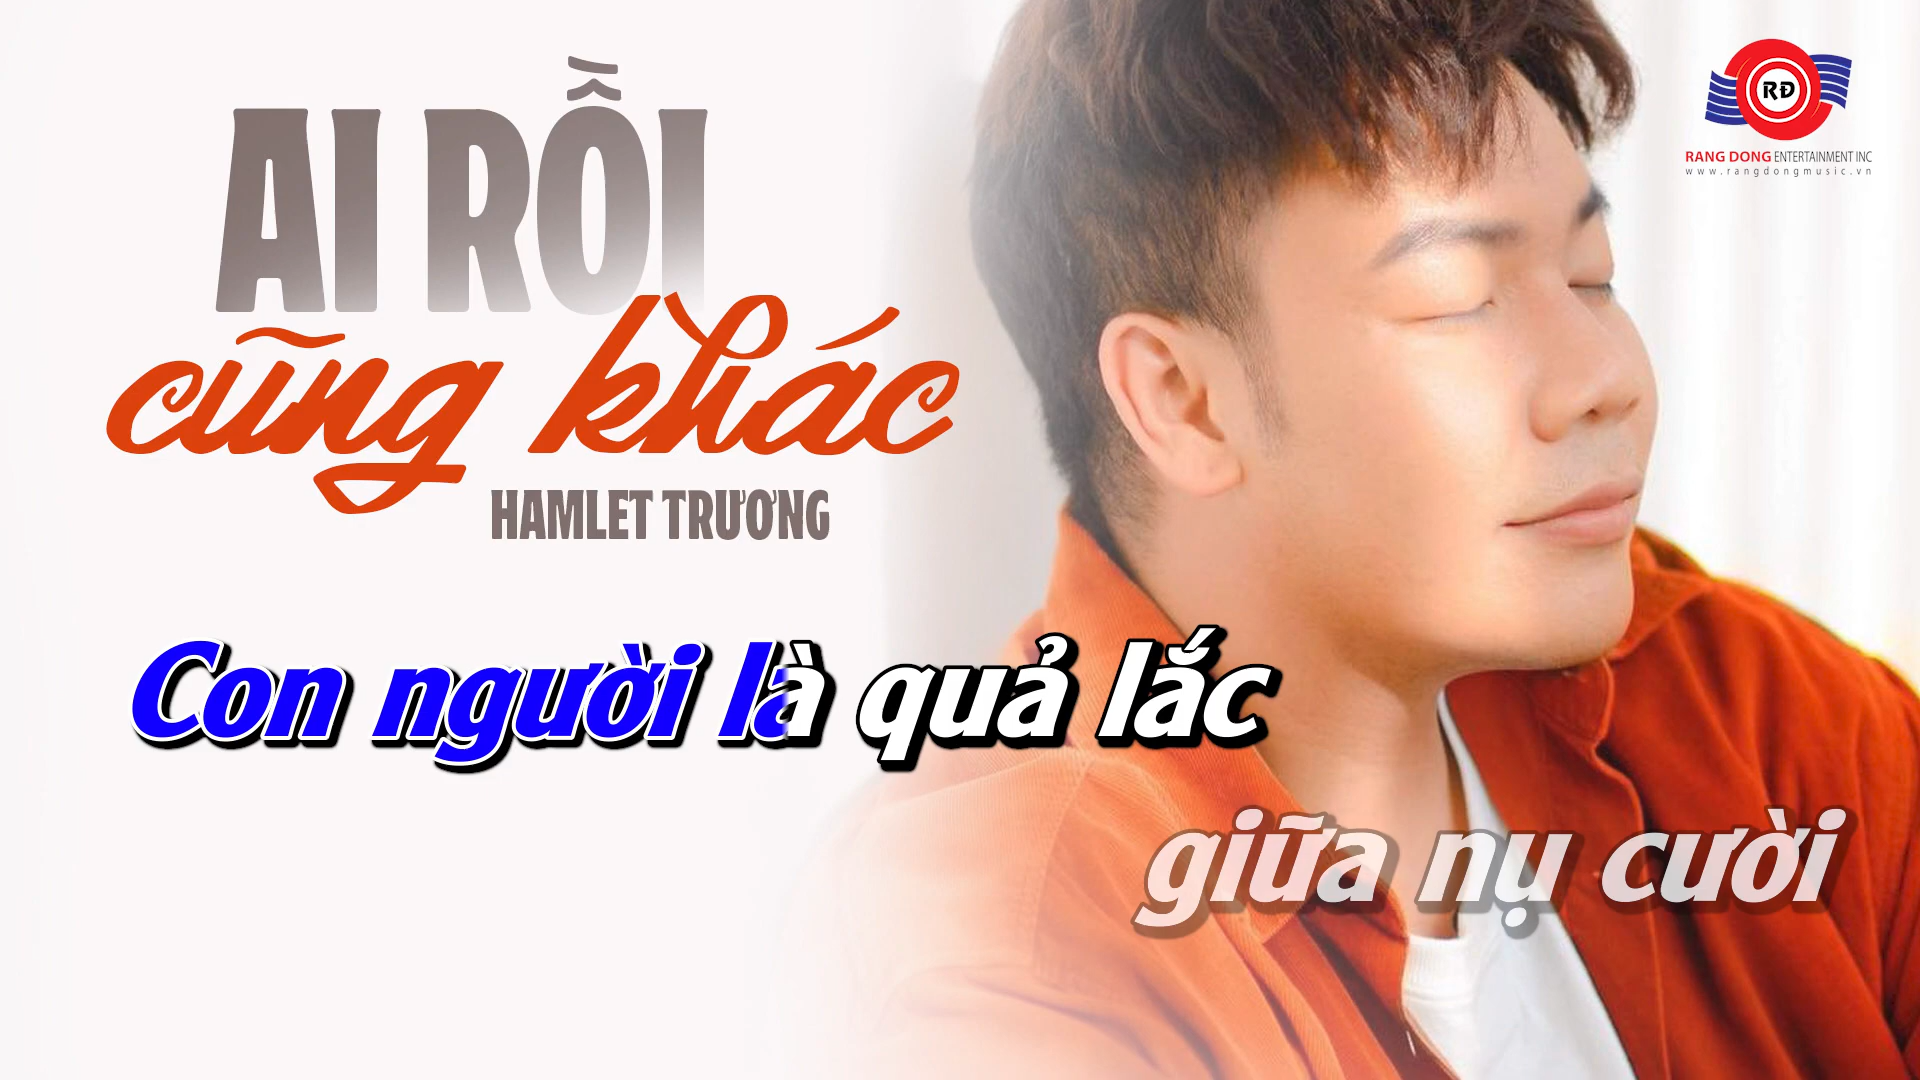 AI RỒI
cũng khác
HAMLET TRƯƠNG
RĐ
RANG DONG ENTERTAINMENT INC
www.rangdongmusic.vn
Con người là quả lắc
giữa nụ cười